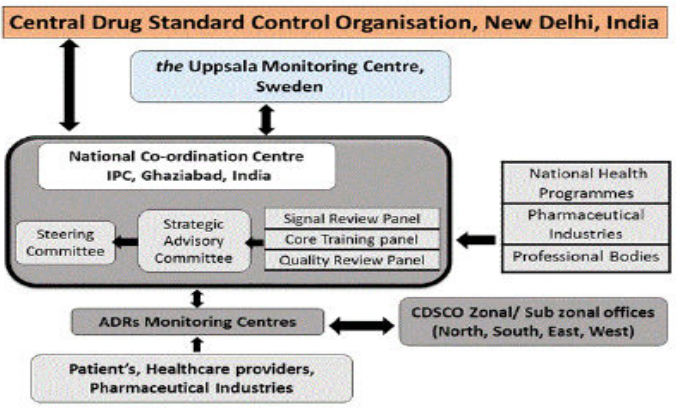 Central Drug Standard Control Organisation, New Delhi, India
the Uppsala Monitoring Centre,
Sweden
National Co-ordination Centre
IPC, Ghaziabad, India
Steering
Committee
Strategic
Advisory
Committee
Signal Review Panel
Core Training panel
Quality Review Panel
National Health
Programmes
Pharmaceutical
Industries
Professional Bodies
ADRs Monitoring Centres
CDSCO Zonal/ Sub zonal offices
(North, South, East, West)
Patient's, Healthcare providers,
Pharmaceutical Industries